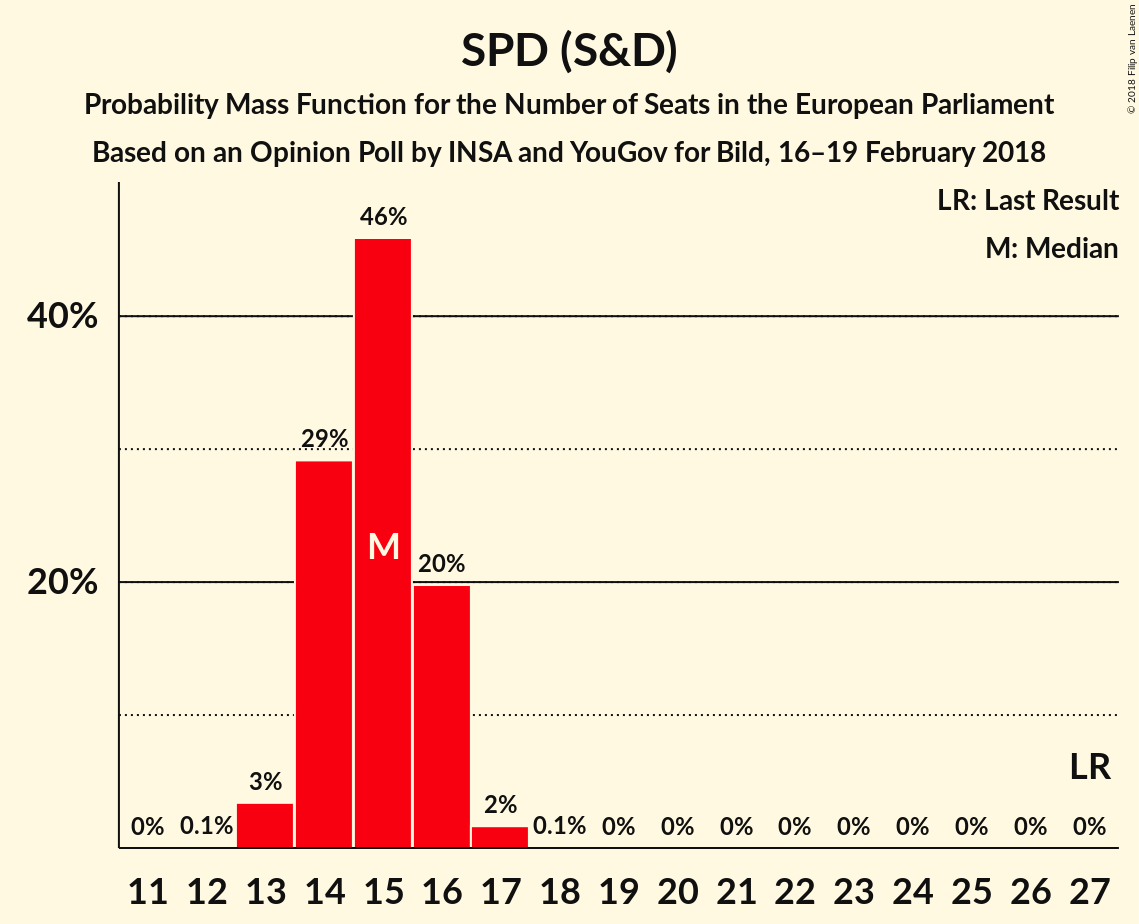 SPD (S&D)
Probability Mass Function for the Number of Seats in the European Parliament
Based on an Opinion Poll by INSA and YouGov for Bild, 16–19 February 2018
© 2018 Filip van Laenen
LR: Last Result
M: Median
46%
40%
29%
M
20%
20%
LR
3%
2%
0% 0.1% 0.1% 0% 0% 0% 0% 0% 0% 0% 0% 0%
11 12 13 14 15 16 17 18 19 20 21 22 23 24 25 26 27